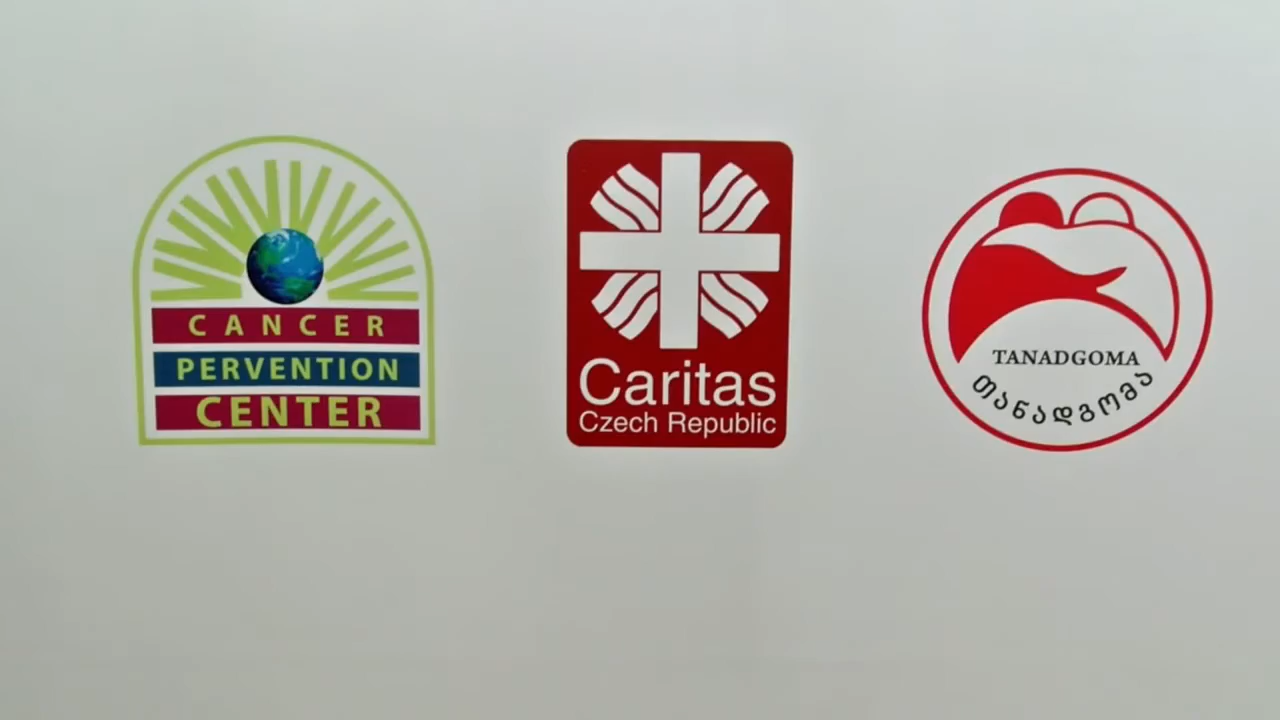 CANCER
PERVENTION
CENTER
Caritas
Czech Republic
TANADGOMA
თანადგომა